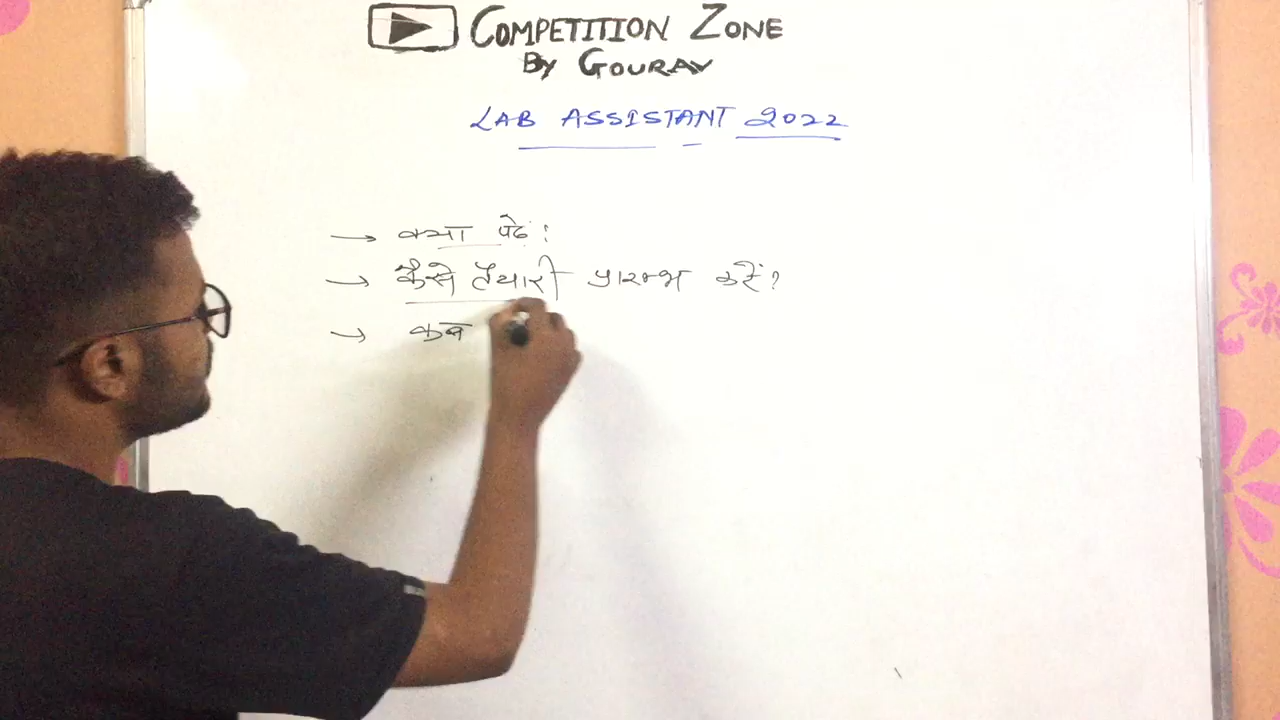 COMPETITION ZONE
By GOURAV
LAB ASSISTANT 2022
→ क्या पढें:
→ कैसे तैयारी प्रारम्भ करें?
→ कब